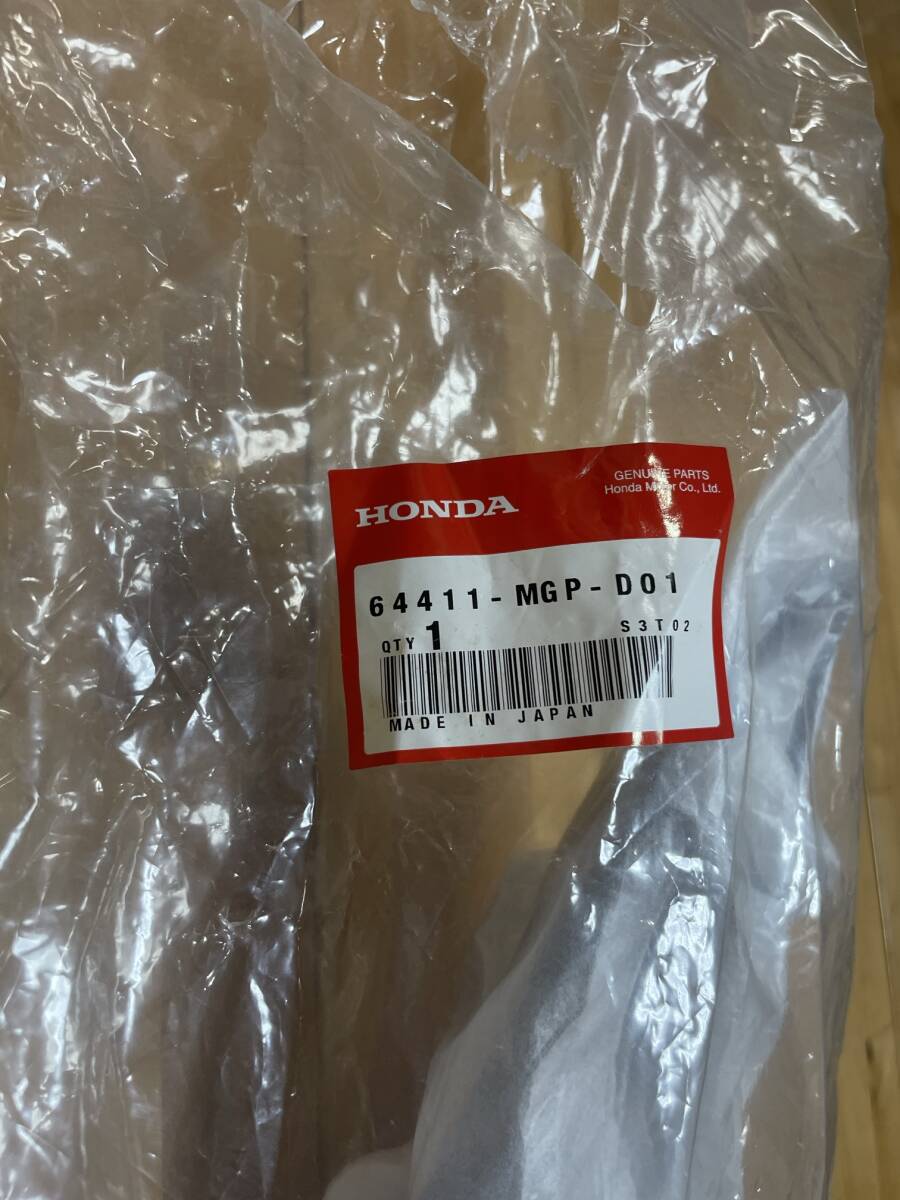 GENUINE PARTS
HONDA
Honda Motor Co., Ltd.
64411-MGP-D01
QTY 1
S3T02
MADE IN JAPAN